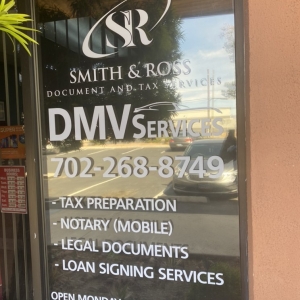 SR
SMITH & ROSS
DOCUMENT AND TAX SERVICES
DMV SERVICES
702-268-8749
- TAX PREPARATION
- NOTARY (MOBILE)
- LEGAL DOCUMENTS
- LOAN SIGNING SERVICES
OPEN MONDAY